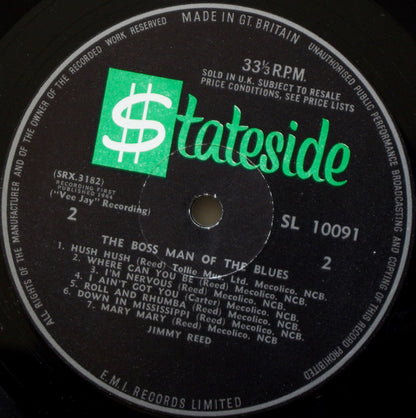 MADE IN GT. BRITAIN
UNAUTHORISED PUBLIC PERFORMANCE BROADCASTING AND COPYING OF THIS RECORD PROHIBITED
ALL RIGHTS OF THE MANUFACTURER AND OF THE OWNER OF THE RECORDED WORK RESERVED
33⅓ R.P.M.
SOLD IN U.K. SUBJECT TO RESALE
PRICE CONDITIONS, SEE PRICE LISTS
$tateside
(SRX.3182)
RECORDING FIRST
("Vee Jay" Recording)
2
SL 10091
2
THE BOSS MAN OF THE BLUES
1. HUSH HUSH (Reed) Tollie Mus. Ltd. Mecolico, NCB.
2. WHERE CAN YOU BE (Reed) Mecolico, NCB.
3. I'M NERVOUS (Reed) Mecolico, NCB.
4. I AIN'T GOT YOU (Carter) Mecolico, NCB.
5. ROLL AND RHUMBA (Reed) Mecolico, NCB.
6. DOWN IN MISSISSIPPI (Reed) Mecolico, NCB.
7. MARY MARY (Reed) Mecolico, NCB.
JIMMY REED
E.M.I. RECORDS LIMITED